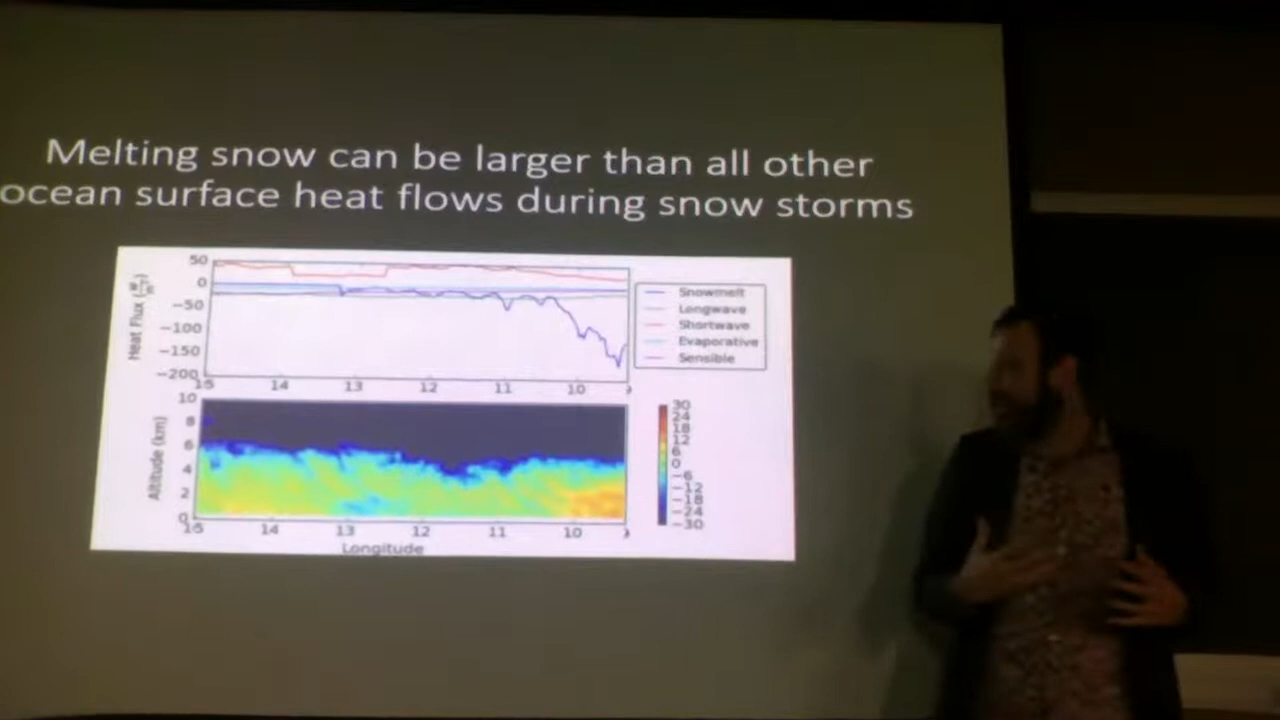 Melting snow can be larger than all other
ocean surface heat flows during snow storms
50
0
−50
−100
−150
−200
Heat Flux
15 14 13 12 11 10 9
Snowmelt
Longwave
Shortwave
Evaporative
Sensible
10
8
6
4
2
0
Altitude (km)
15 14 13 12 11 10 9
Longitude
30
24
18
12
6
0
−6
−12
−18
−24
−30